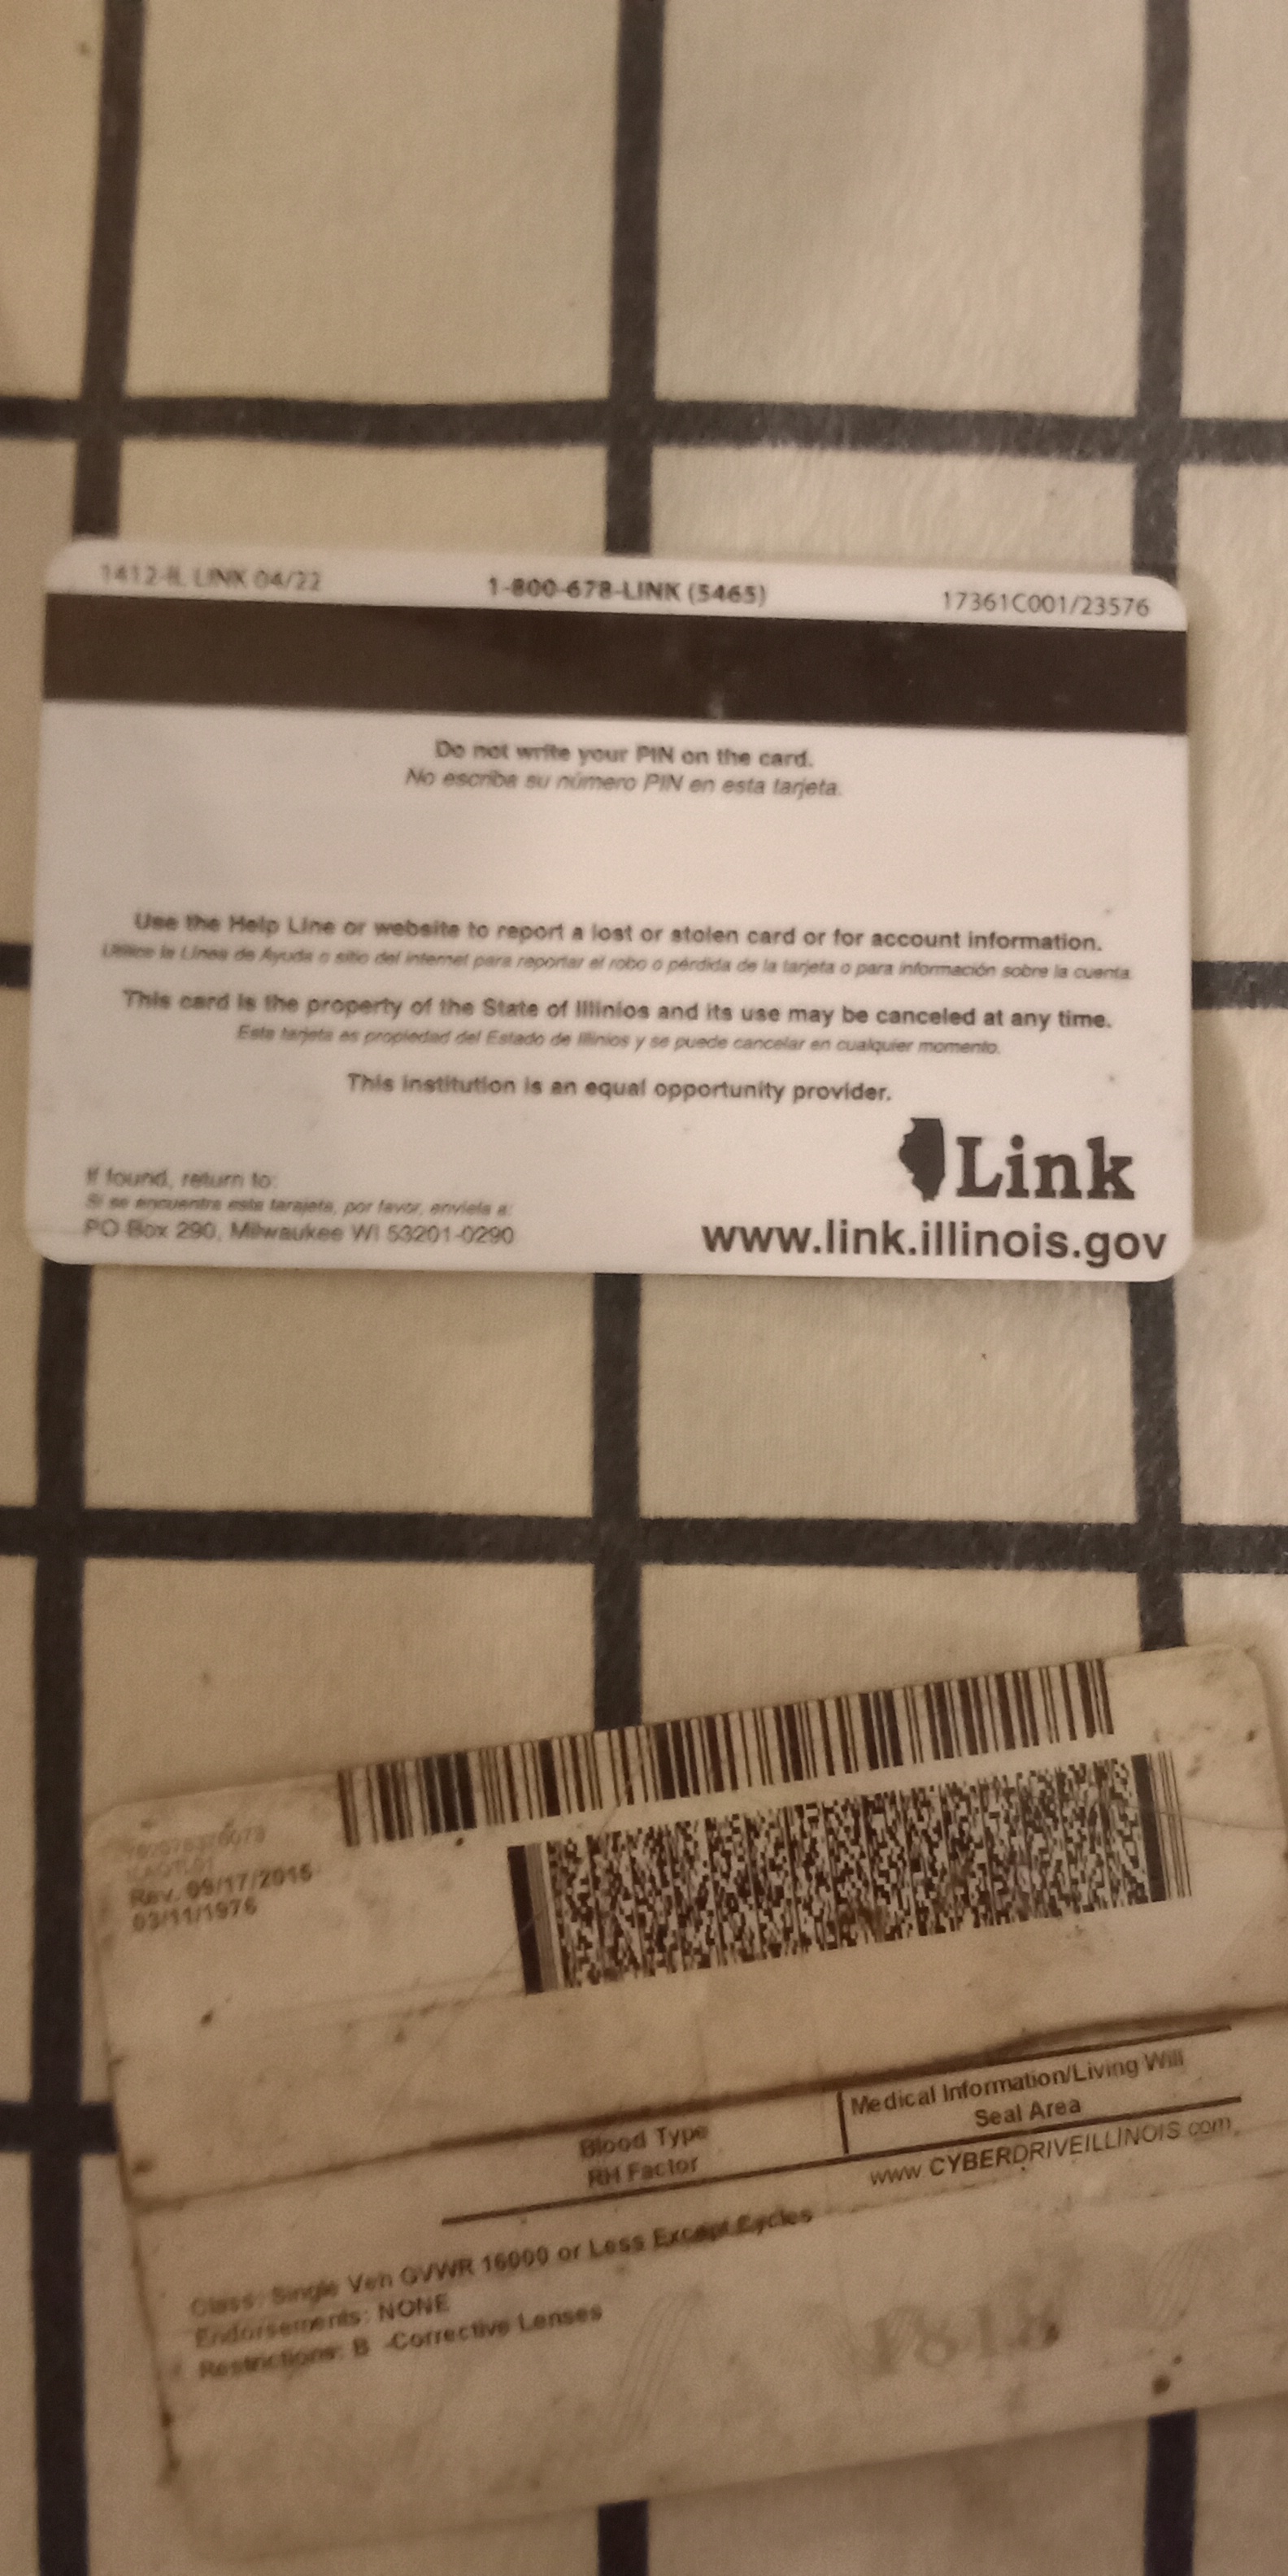 1412-IL LINK 04/22
1-800-678-LINK (5465)
17361C001/23576
Do not write your PIN on the card.
No escriba su número PIN en esta tarjeta.
Use the Help Line or website to report a lost or stolen card or for account information.
Utilice la Línea de Ayuda o sitio del internet para reportar el robo o pérdida de la tarjeta o para información sobre la cuenta.
This card is the property of the State of Illinios and its use may be canceled at any time.
Esta tarjeta es propiedad del Estado de Illinios y se puede cancelar en cualquier momento.
This institution is an equal opportunity provider.
If found, return to:
Si se encuentra esta tarajeta, por favor, envíela a:
PO Box 290, Milwaukee WI 53201-0290
Link
www.link.illinois.gov
Rev. 09/17/2016
03/11/1976
Blood Type
RH Factor
Medical Information/Living Will
Seal Area
www.CYBERDRIVEILLINOIS.com
Class: Single Veh GVWR 16000 or Less Except Cycles
Endorsements: NONE
Restrictions: B -Corrective Lenses
1818